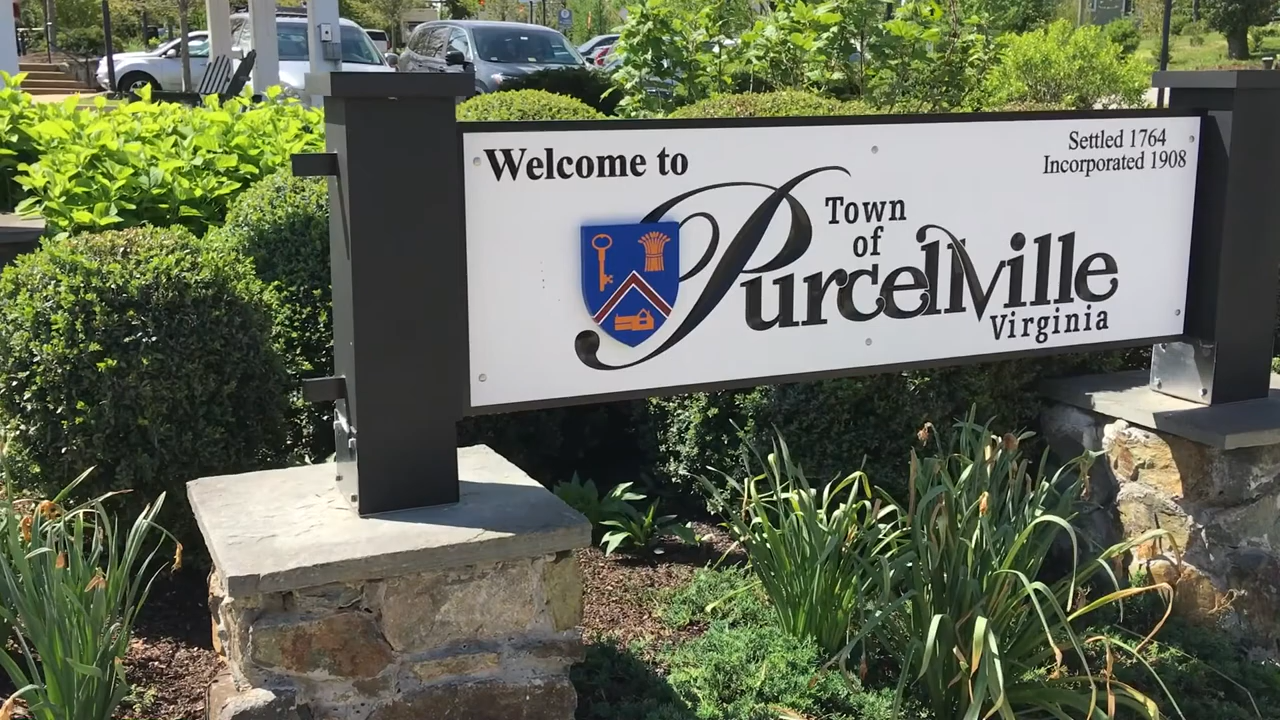 Welcome to
Settled 1764
Incorporated 1908
Town
of
Purcellville
Virginia